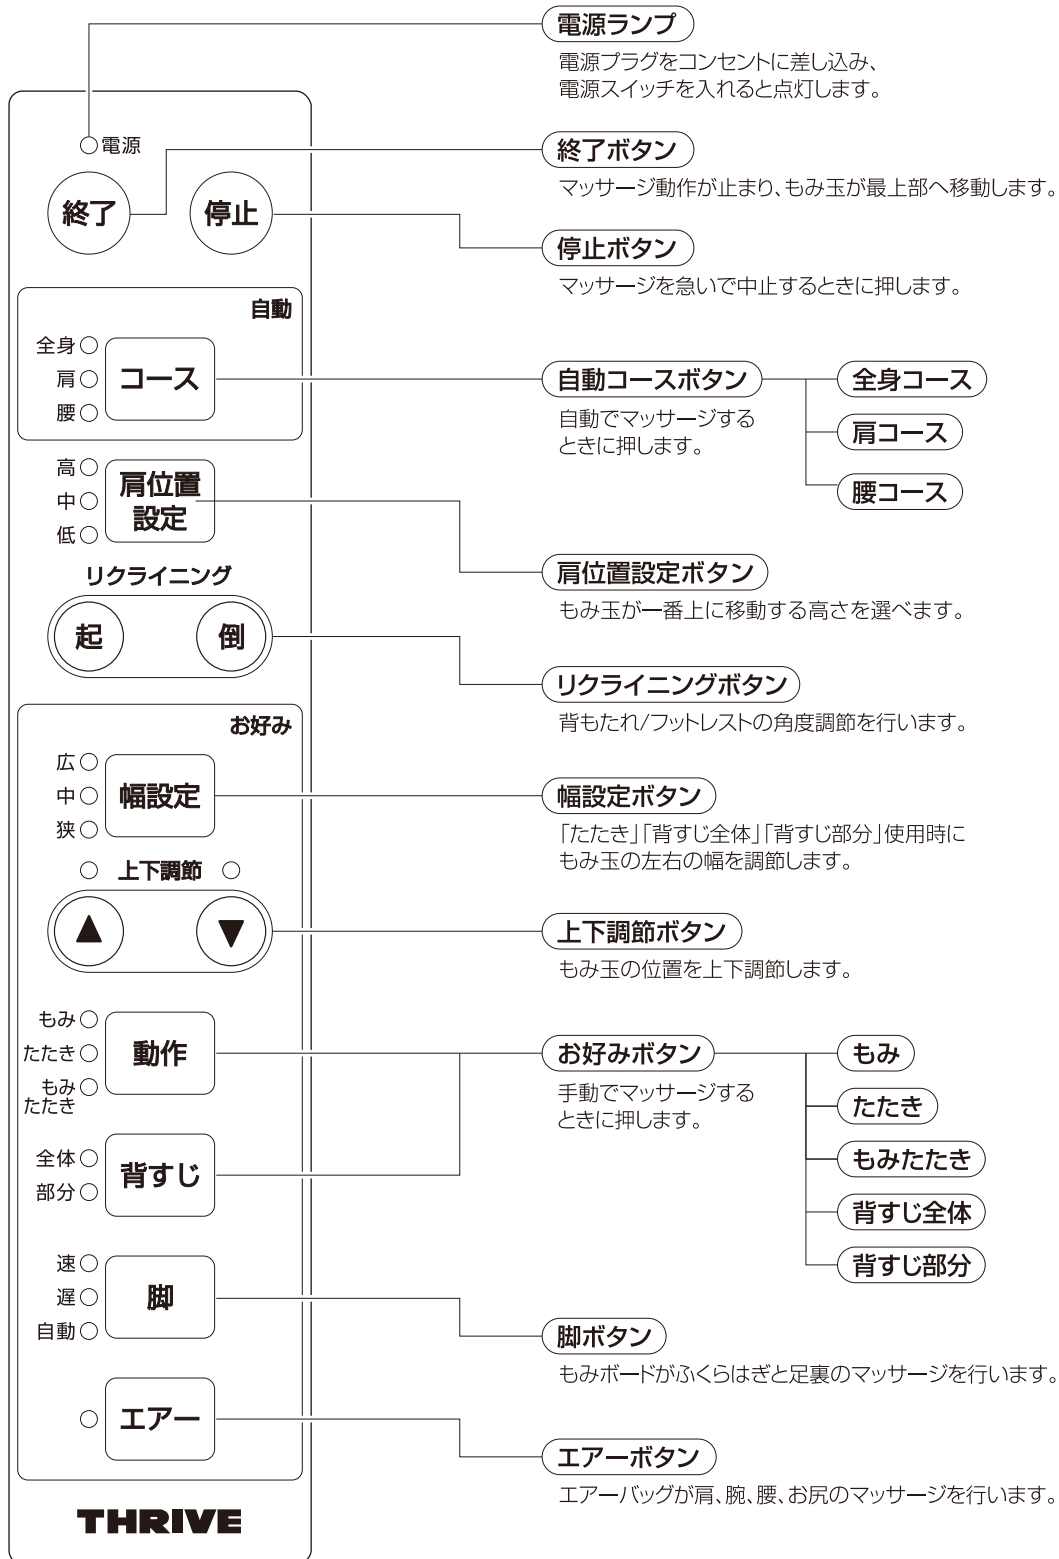 電源ランプ
電源プラグをコンセントに差し込み、
電源スイッチを入れると点灯します。
電源
終了
停止
終了ボタン
マッサージ動作が止まり、もみ玉が最上部へ移動します。
停止ボタン
マッサージを急いで中止するときに押します。
自動
全身
肩
腰
コース
自動コースボタン
自動でマッサージする
ときに押します。
全身コース
肩コース
腰コース
高
中
低
肩位置
設定
肩位置設定ボタン
もみ玉が一番上に移動する高さを選べます。
リクライニング
起
倒
リクライニングボタン
背もたれ/フットレストの角度調節を行います。
お好み
広
中
狭
幅設定
幅設定ボタン
「たたき」「背すじ全体」「背すじ部分」使用時に
もみ玉の左右の幅を調節します。
上下調節
▲
▼
上下調節ボタン
もみ玉の位置を上下調節します。
もみ
たたき
もみ
たたき
動作
お好みボタン
手動でマッサージする
ときに押します。
もみ
たたき
もみたたき
背すじ全体
背すじ部分
全体
部分
背すじ
速
遅
自動
脚
脚ボタン
もみボードがふくらはぎと足裏のマッサージを行います。
エアー
エアーボタン
エアーバッグが肩、腕、腰、お尻のマッサージを行います。
THRIVE